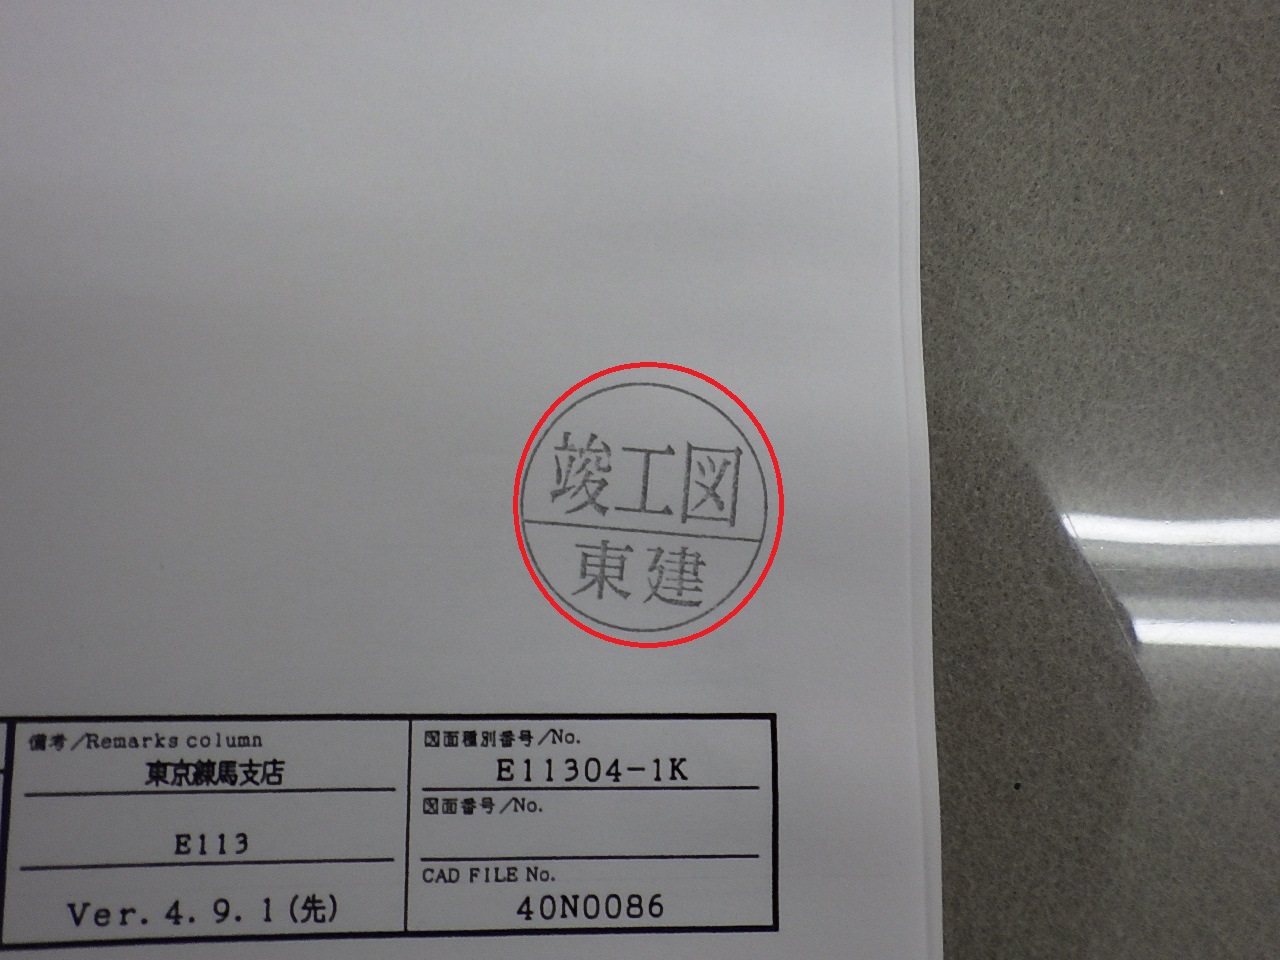 竣工図
東建
備考/Remarks column
東京練馬支店
E113
Ver.4.9.1(先)
図面種別番号/No.
E11304-1K
図面番号/No.
CAD FILE No.
40N0086